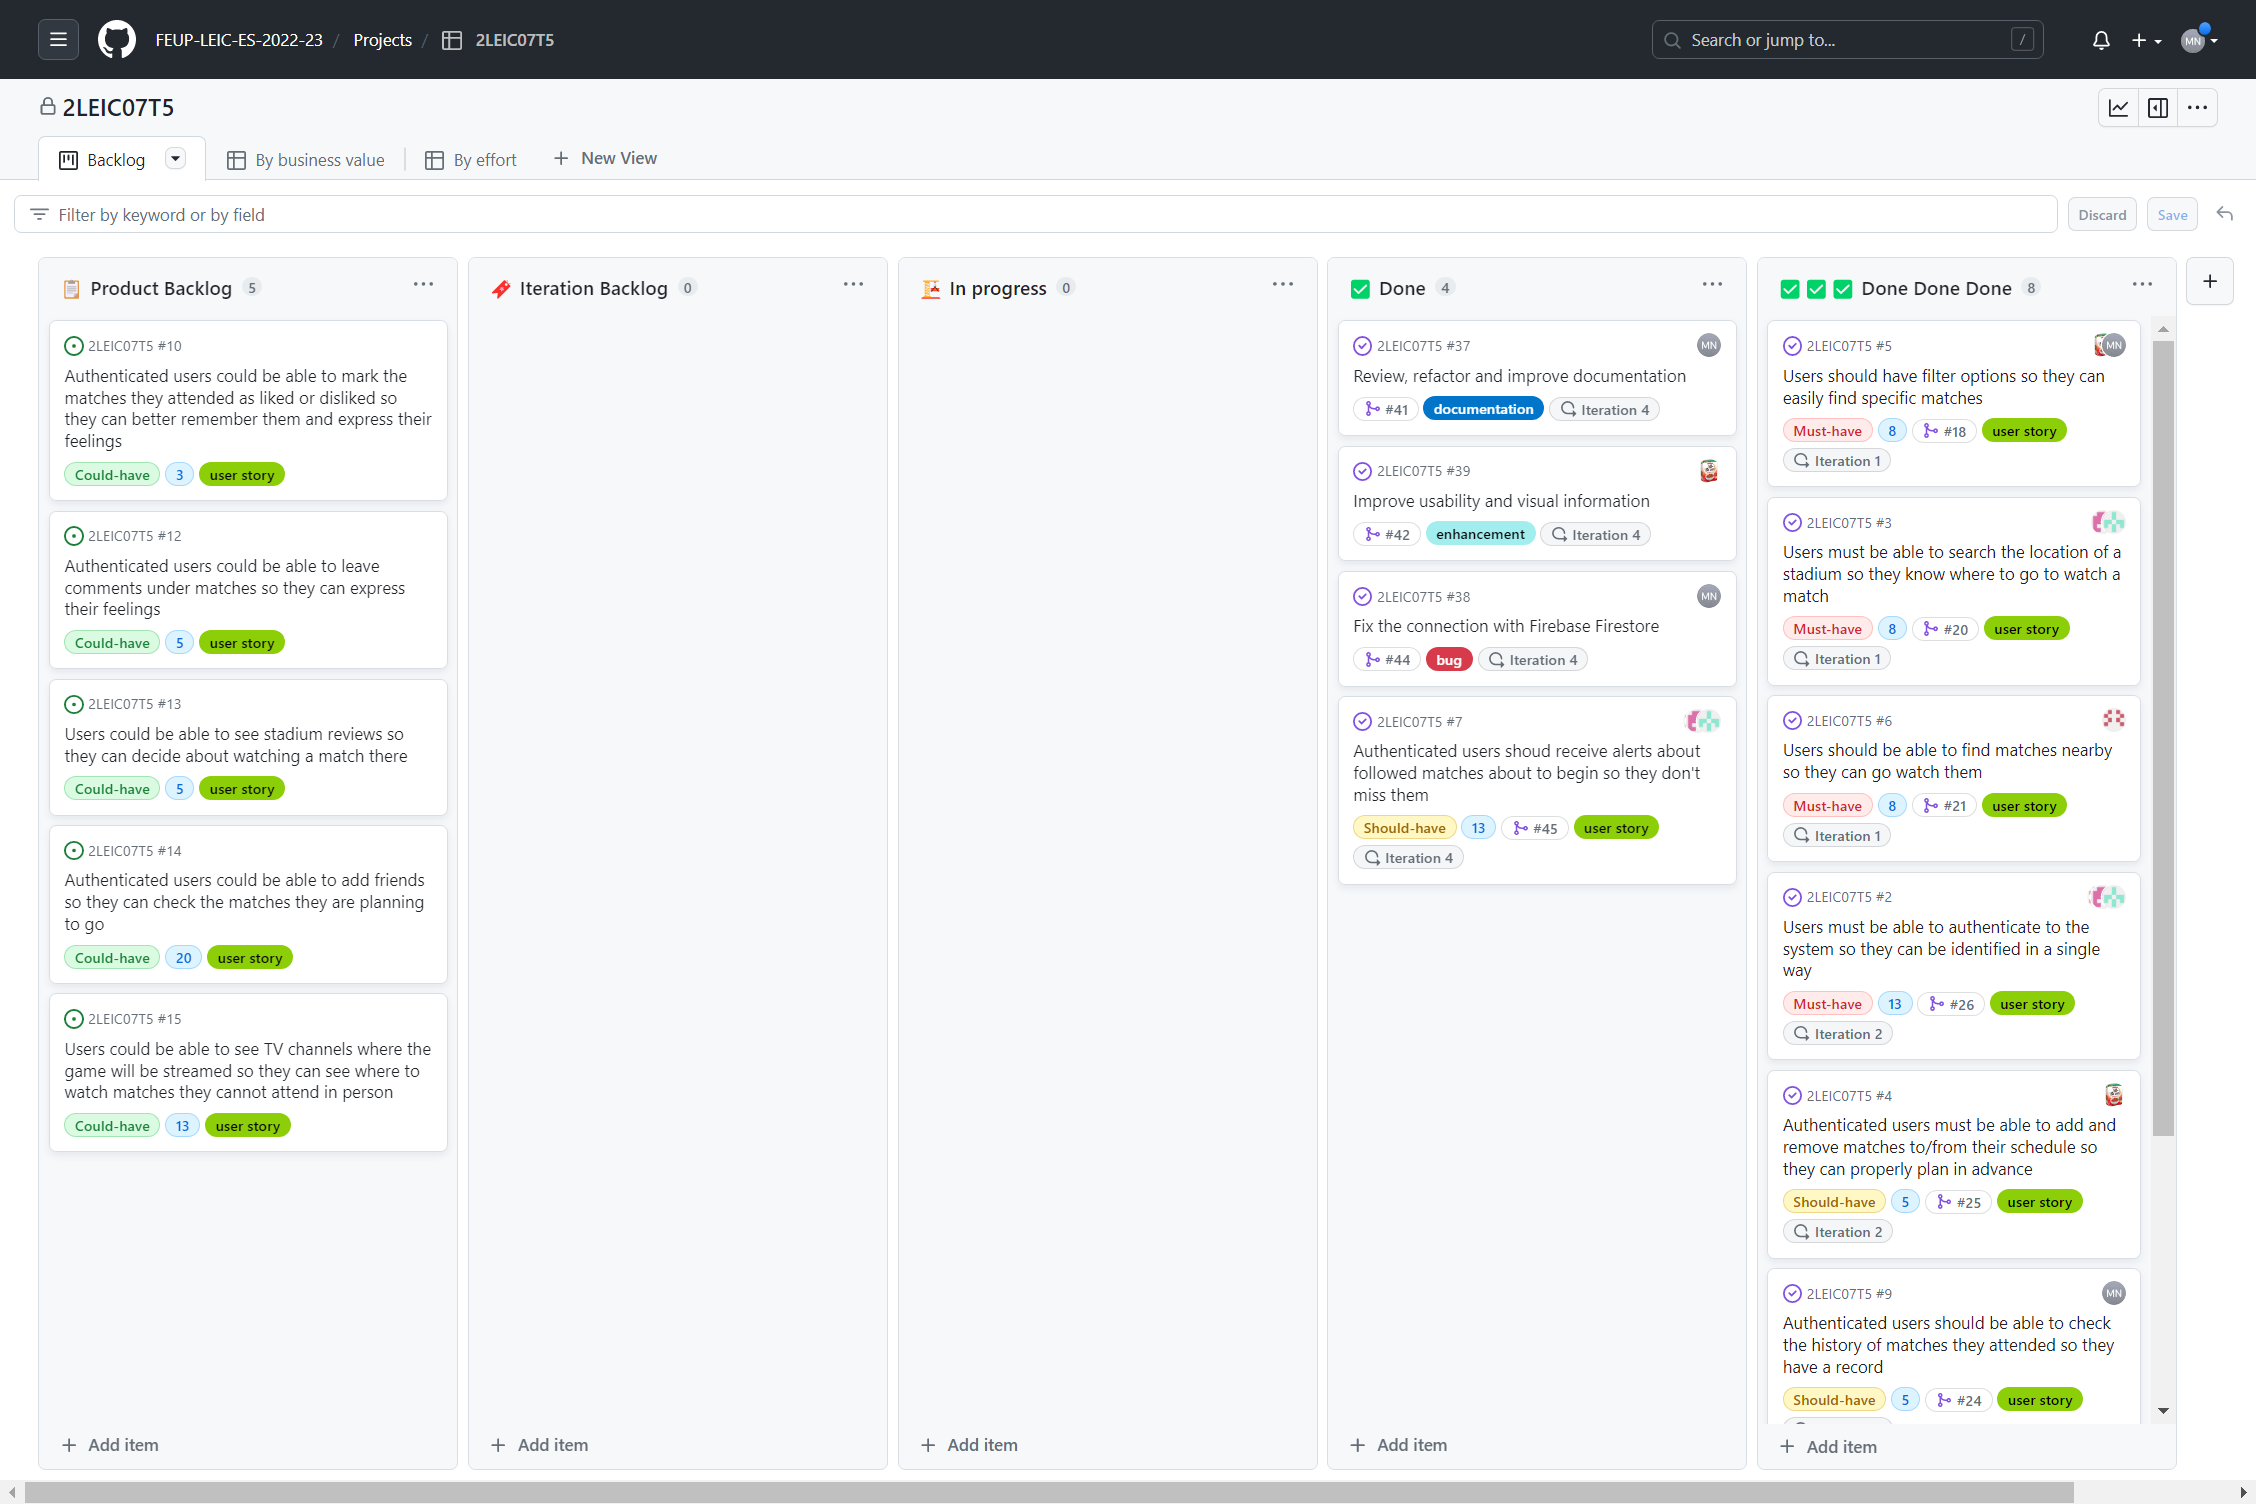 FEUP-LEIC-ES-2022-23 / Projects / 2LEIC07T5
Search or jump to... /
MN
2LEIC07T5
Backlog
By business value
By effort
New View
Filter by keyword or by field
Discard
Save
Product Backlog 5
2LEIC07T5 #10
Authenticated users could be able to mark the
matches they attended as liked or disliked so
they can better remember them and express their
feelings
Could-have 3 user story
2LEIC07T5 #12
Authenticated users could be able to leave
comments under matches so they can express
their feelings
Could-have 5 user story
2LEIC07T5 #13
Users could be able to see stadium reviews so
they can decide about watching a match there
Could-have 5 user story
2LEIC07T5 #14
Authenticated users could be able to add friends
so they can check the matches they are planning
to go
Could-have 20 user story
2LEIC07T5 #15
Users could be able to see TV channels where the
game will be streamed so they can see where to
watch matches they cannot attend in person
Could-have 13 user story
Add item
Iteration Backlog 0
Add item
In progress 0
Add item
Done 4
2LEIC07T5 #37 MN
Review, refactor and improve documentation
#41 documentation Iteration 4
2LEIC07T5 #39
Improve usability and visual information
#42 enhancement Iteration 4
2LEIC07T5 #38 MN
Fix the connection with Firebase Firestore
#44 bug Iteration 4
2LEIC07T5 #7
Authenticated users shoud receive alerts about
followed matches about to begin so they don't
miss them
Should-have 13 #45 user story
Iteration 4
Add item
Done Done Done 8
2LEIC07T5 #5 MN
Users should have filter options so they can
easily find specific matches
Must-have 8 #18 user story
Iteration 1
2LEIC07T5 #3
Users must be able to search the location of a
stadium so they know where to go to watch a
match
Must-have 8 #20 user story
Iteration 1
2LEIC07T5 #6
Users should be able to find matches nearby
so they can go watch them
Must-have 8 #21 user story
Iteration 1
2LEIC07T5 #2
Users must be able to authenticate to the
system so they can be identified in a single
way
Must-have 13 #26 user story
Iteration 2
2LEIC07T5 #4
Authenticated users must be able to add and
remove matches to/from their schedule so
they can properly plan in advance
Should-have 5 #25 user story
Iteration 2
2LEIC07T5 #9 MN
Authenticated users should be able to check
the history of matches they attended so they
have a record
Should-have 5 #24 user story
Add item